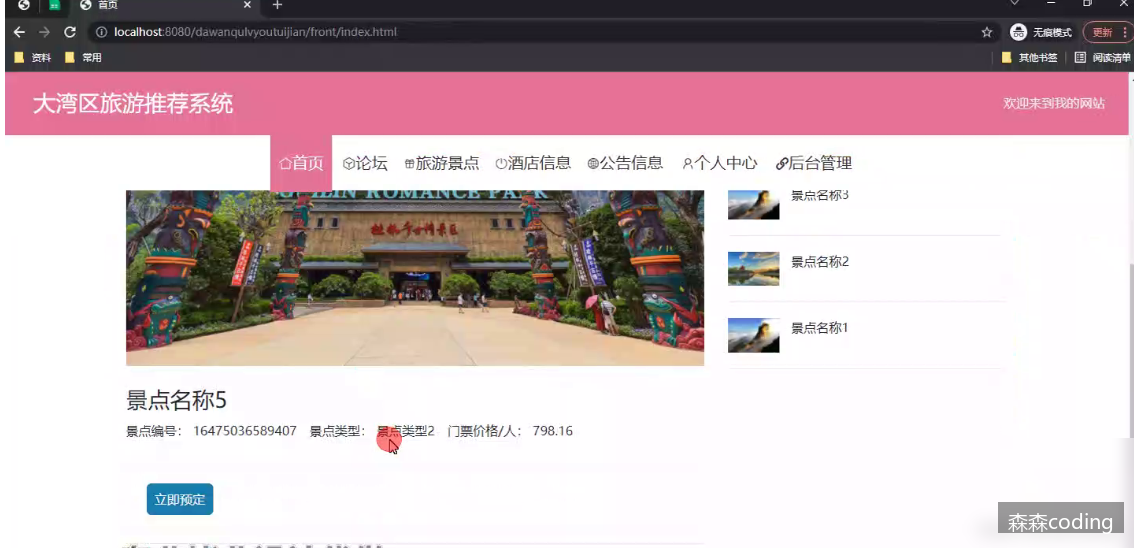 首页
localhost:8080/dawanqulvyoutuijian/front/index.html
无痕模式
更新
资料
常用
其他书签
阅读清单
大湾区旅游推荐系统
欢迎来到我的网站
首页
论坛
旅游景点
酒店信息
公告信息
个人中心
后台管理
ROMANCE PARK
景点名称3
景点名称2
景点名称1
景点名称5
景点编号： 16475036589407 景点类型： 景点类型2 门票价格/人： 798.16
立即预定
森森coding